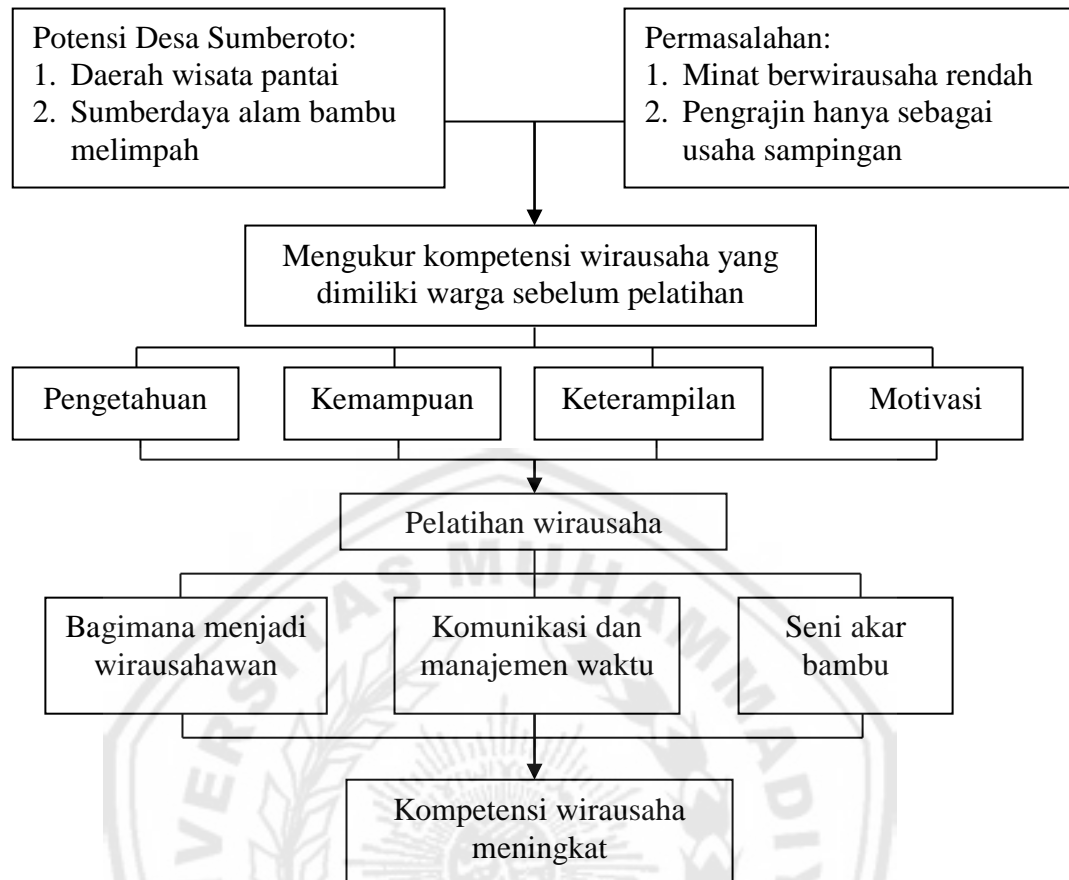 Potensi Desa Sumberoto:
1. Daerah wisata pantai
2. Sumberdaya alam bambu
melimpah
Permasalahan:
1. Minat berwirausaha rendah
2. Pengrajin hanya sebagai
usaha sampingan
Mengukur kompetensi wirausaha yang
dimiliki warga sebelum pelatihan
Pengetahuan
Kemampuan
Keterampilan
Motivasi
Pelatihan wirausaha
Bagimana menjadi
wirausahawan
Komunikasi dan
manajemen waktu
Seni akar
bambu
Kompetensi wirausaha
meningkat